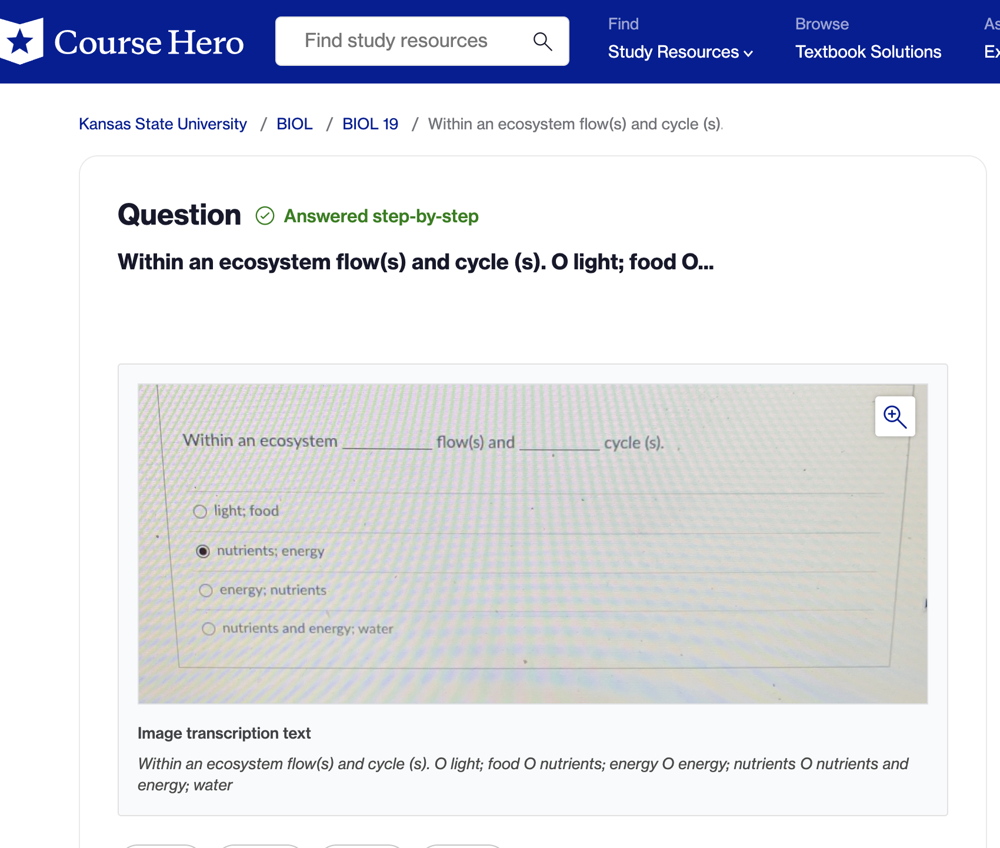 Course Hero
Find study resources
Find
Study Resources
Browse
Textbook Solutions
Kansas State University / BIOL / BIOL 19 / Within an ecosystem flow(s) and cycle (s).
Question
Answered step-by-step
Within an ecosystem flow(s) and cycle (s). O light; food O...
Within an ecosystem __________ flow(s) and _________ cycle (s).
light; food
nutrients; energy
energy; nutrients
nutrients and energy; water
Image transcription text
Within an ecosystem flow(s) and cycle (s). O light; food O nutrients; energy O energy; nutrients O nutrients and
energy; water